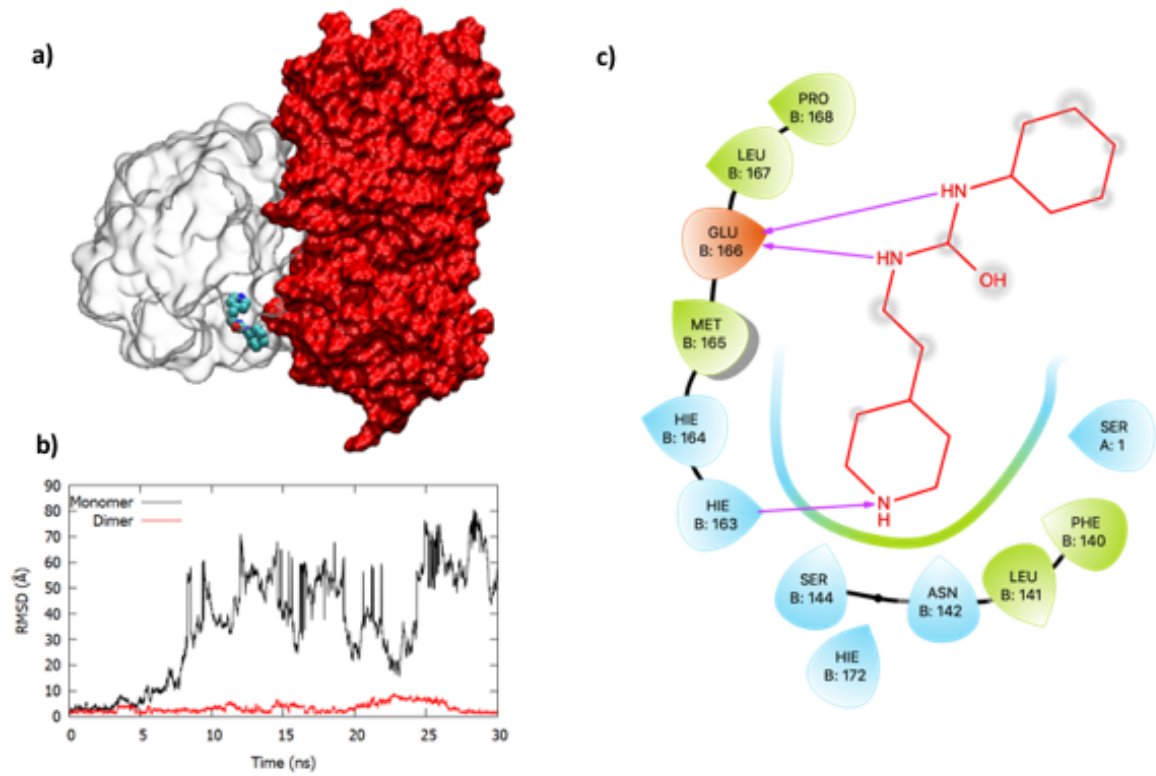 a)
b)
90
80
70
60
50
40
30
20
10
0
RMSD (Å)
Monomer
Dimer
0
5
10
15
20
25
30
Time (ns)
c)
PRO
B: 168
LEU
B: 167
GLU
B: 166
MET
B: 165
HIE
B: 164
HIE
B: 163
SER
B: 144
HIE
B: 172
ASN
B: 142
LEU
B: 141
PHE
B: 140
SER
A: 1
HN
HN
OH
N
H